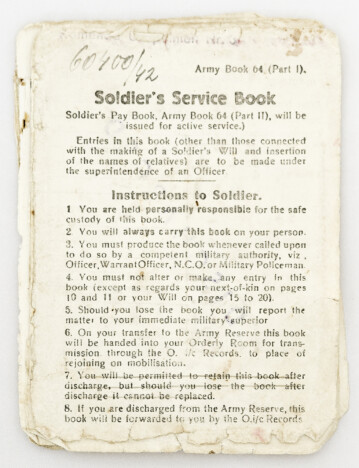 60400/42
Army Book 64 (Part I).
Soldier's Service Book
Soldier's Pay Book, Army Book 64 (Part II), will be
issued for active service.)
Entries in this book (other than those connected
with the making of a Soldier's Will and insertion
of the names of relatives) are to be made under
the superintendence of an Officer.
Instructions to Soldier.
1 You are held personally responsible for the safe
custody of this book.
2. You will always carry this book on your person.
3. You must produce the book whenever called upon
to do so by a competent military authority, viz.,
Officer, Warrant Officer, N.C.O. or Military Policeman.
4. You must not alter or make any entry in this
book (except as regards your next-of-kin on pages
10 and 11 or your Will on pages 15 to 20).
5. Should you lose the book you will report the
matter to your immediate military superior
6. On your transfer to the Army Reserve this book
will be handed into your Orderly Room for trans-
mission through the O. i/c Records, to place of
rejoining on mobilisation.
7. You will be permitted to retain this book after
discharge, but should you lose the book after
discharge it cannot be replaced.
8. If you are discharged from the Army Reserve, this
book will be forwarded to you by the O.i/c Records